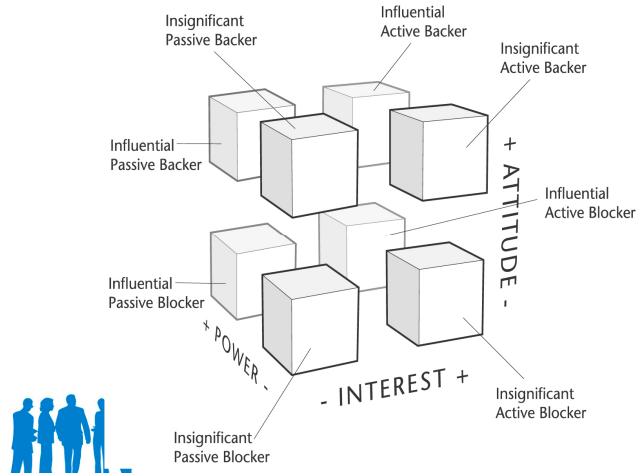 Influential
Active Backer
Insignificant
Passive Backer
Insignificant
Active Backer
Influential
Passive Backer
+ ATTITUDE -
Influential
Active Blocker
Influential
Passive Blocker
+ POWER -
- INTEREST +
Insignificant
Active Blocker
Insignificant
Passive Blocker